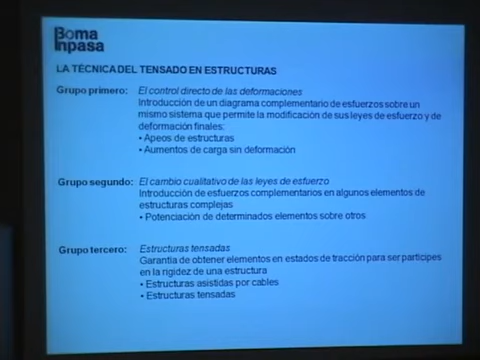 Boma
Inpasa
LA TÉCNICA DEL TENSADO EN ESTRUCTURAS
Grupo primero: El control directo de las deformaciones
Introducción de un diagrama complementario de esfuerzos sobre un
mismo sistema que permite la modificación de sus leyes de esfuerzo y de
deformación finales:
• Apeos de estructuras
• Aumentos de carga sin deformación
Grupo segundo: El cambio cualitativo de las leyes de esfuerzo
Introducción de esfuerzos complementarios en algunos elementos de
estructuras complejas
• Potenciación de determinados elementos sobre otros
Grupo tercero: Estructuras tensadas
Garantia de obtener elementos en estados de tracción para ser partícipes
en la rigidez de una estructura
• Estructuras asistidas por cables
• Estructuras tensadas